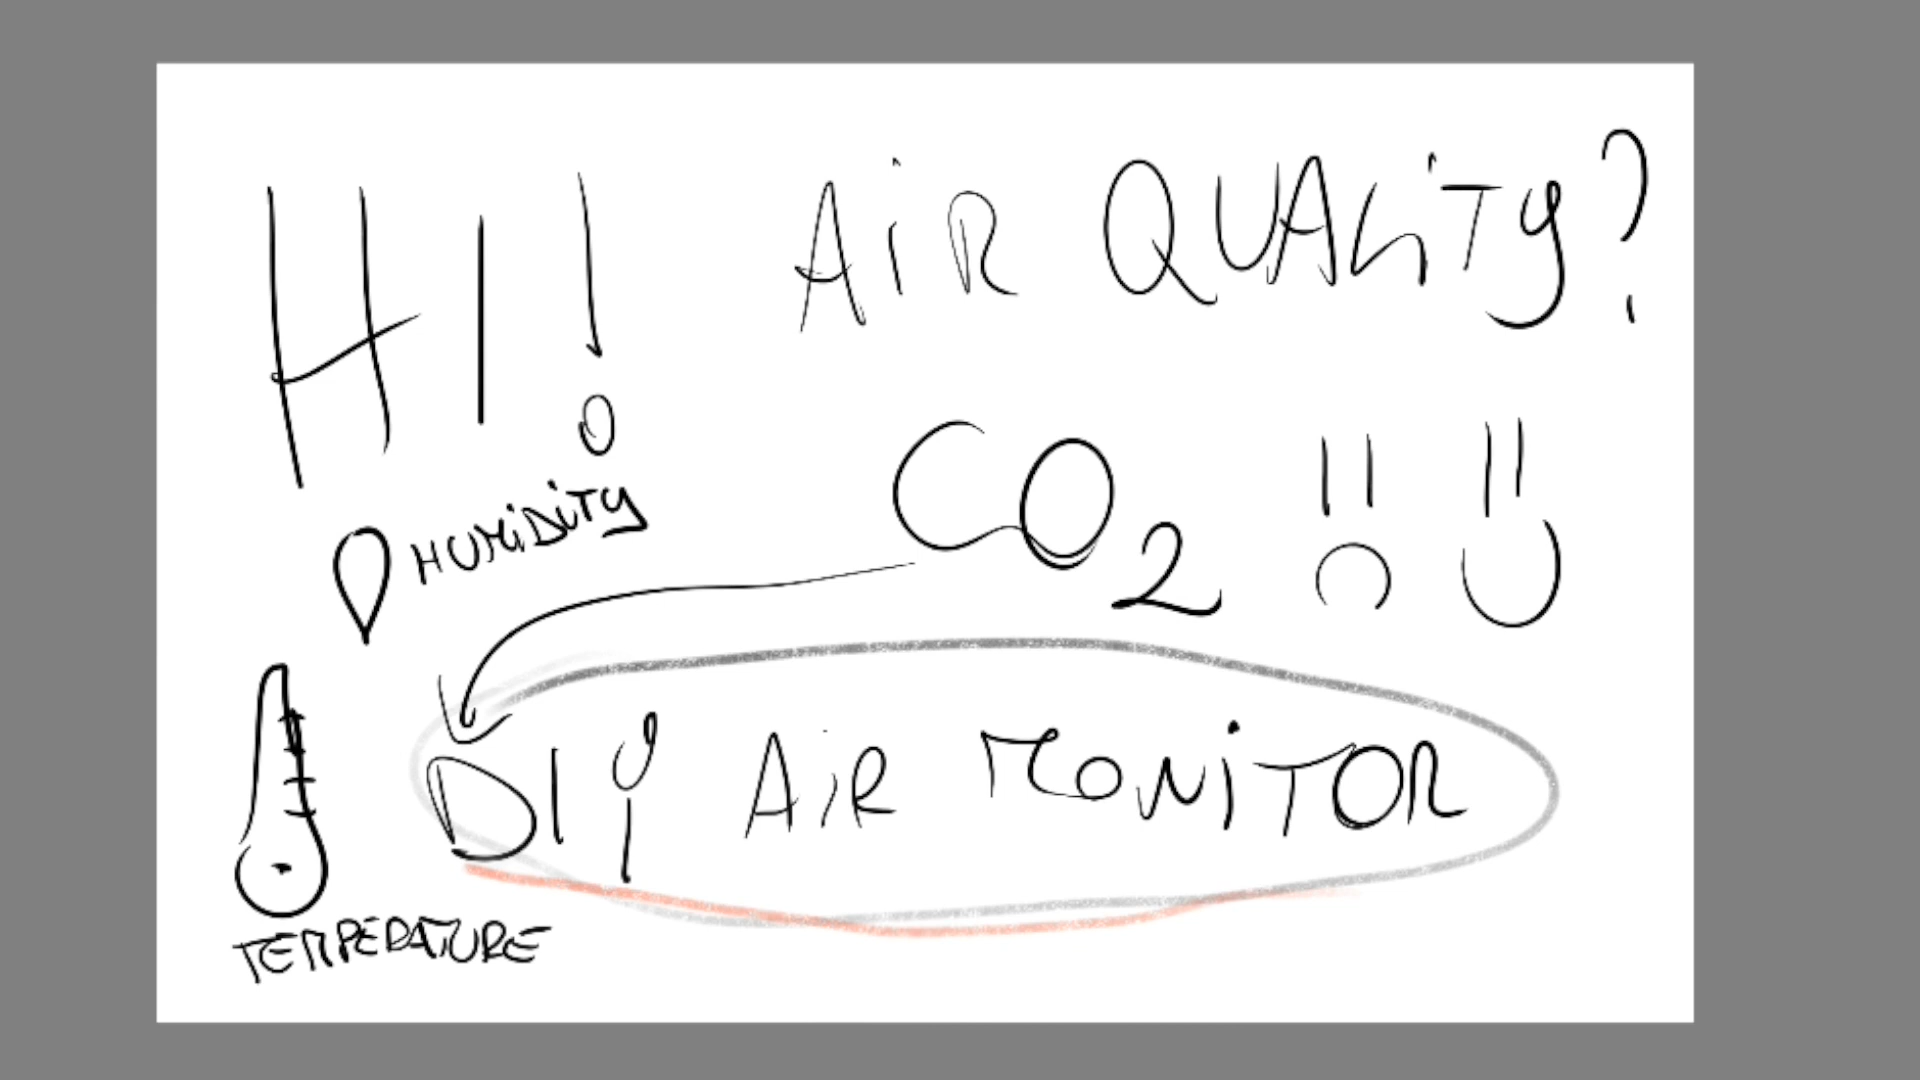 HI!
AiR QUALiTY?
HUMiDiTY
CO2
DIY AiR MONiTOR
TEMPERATURE